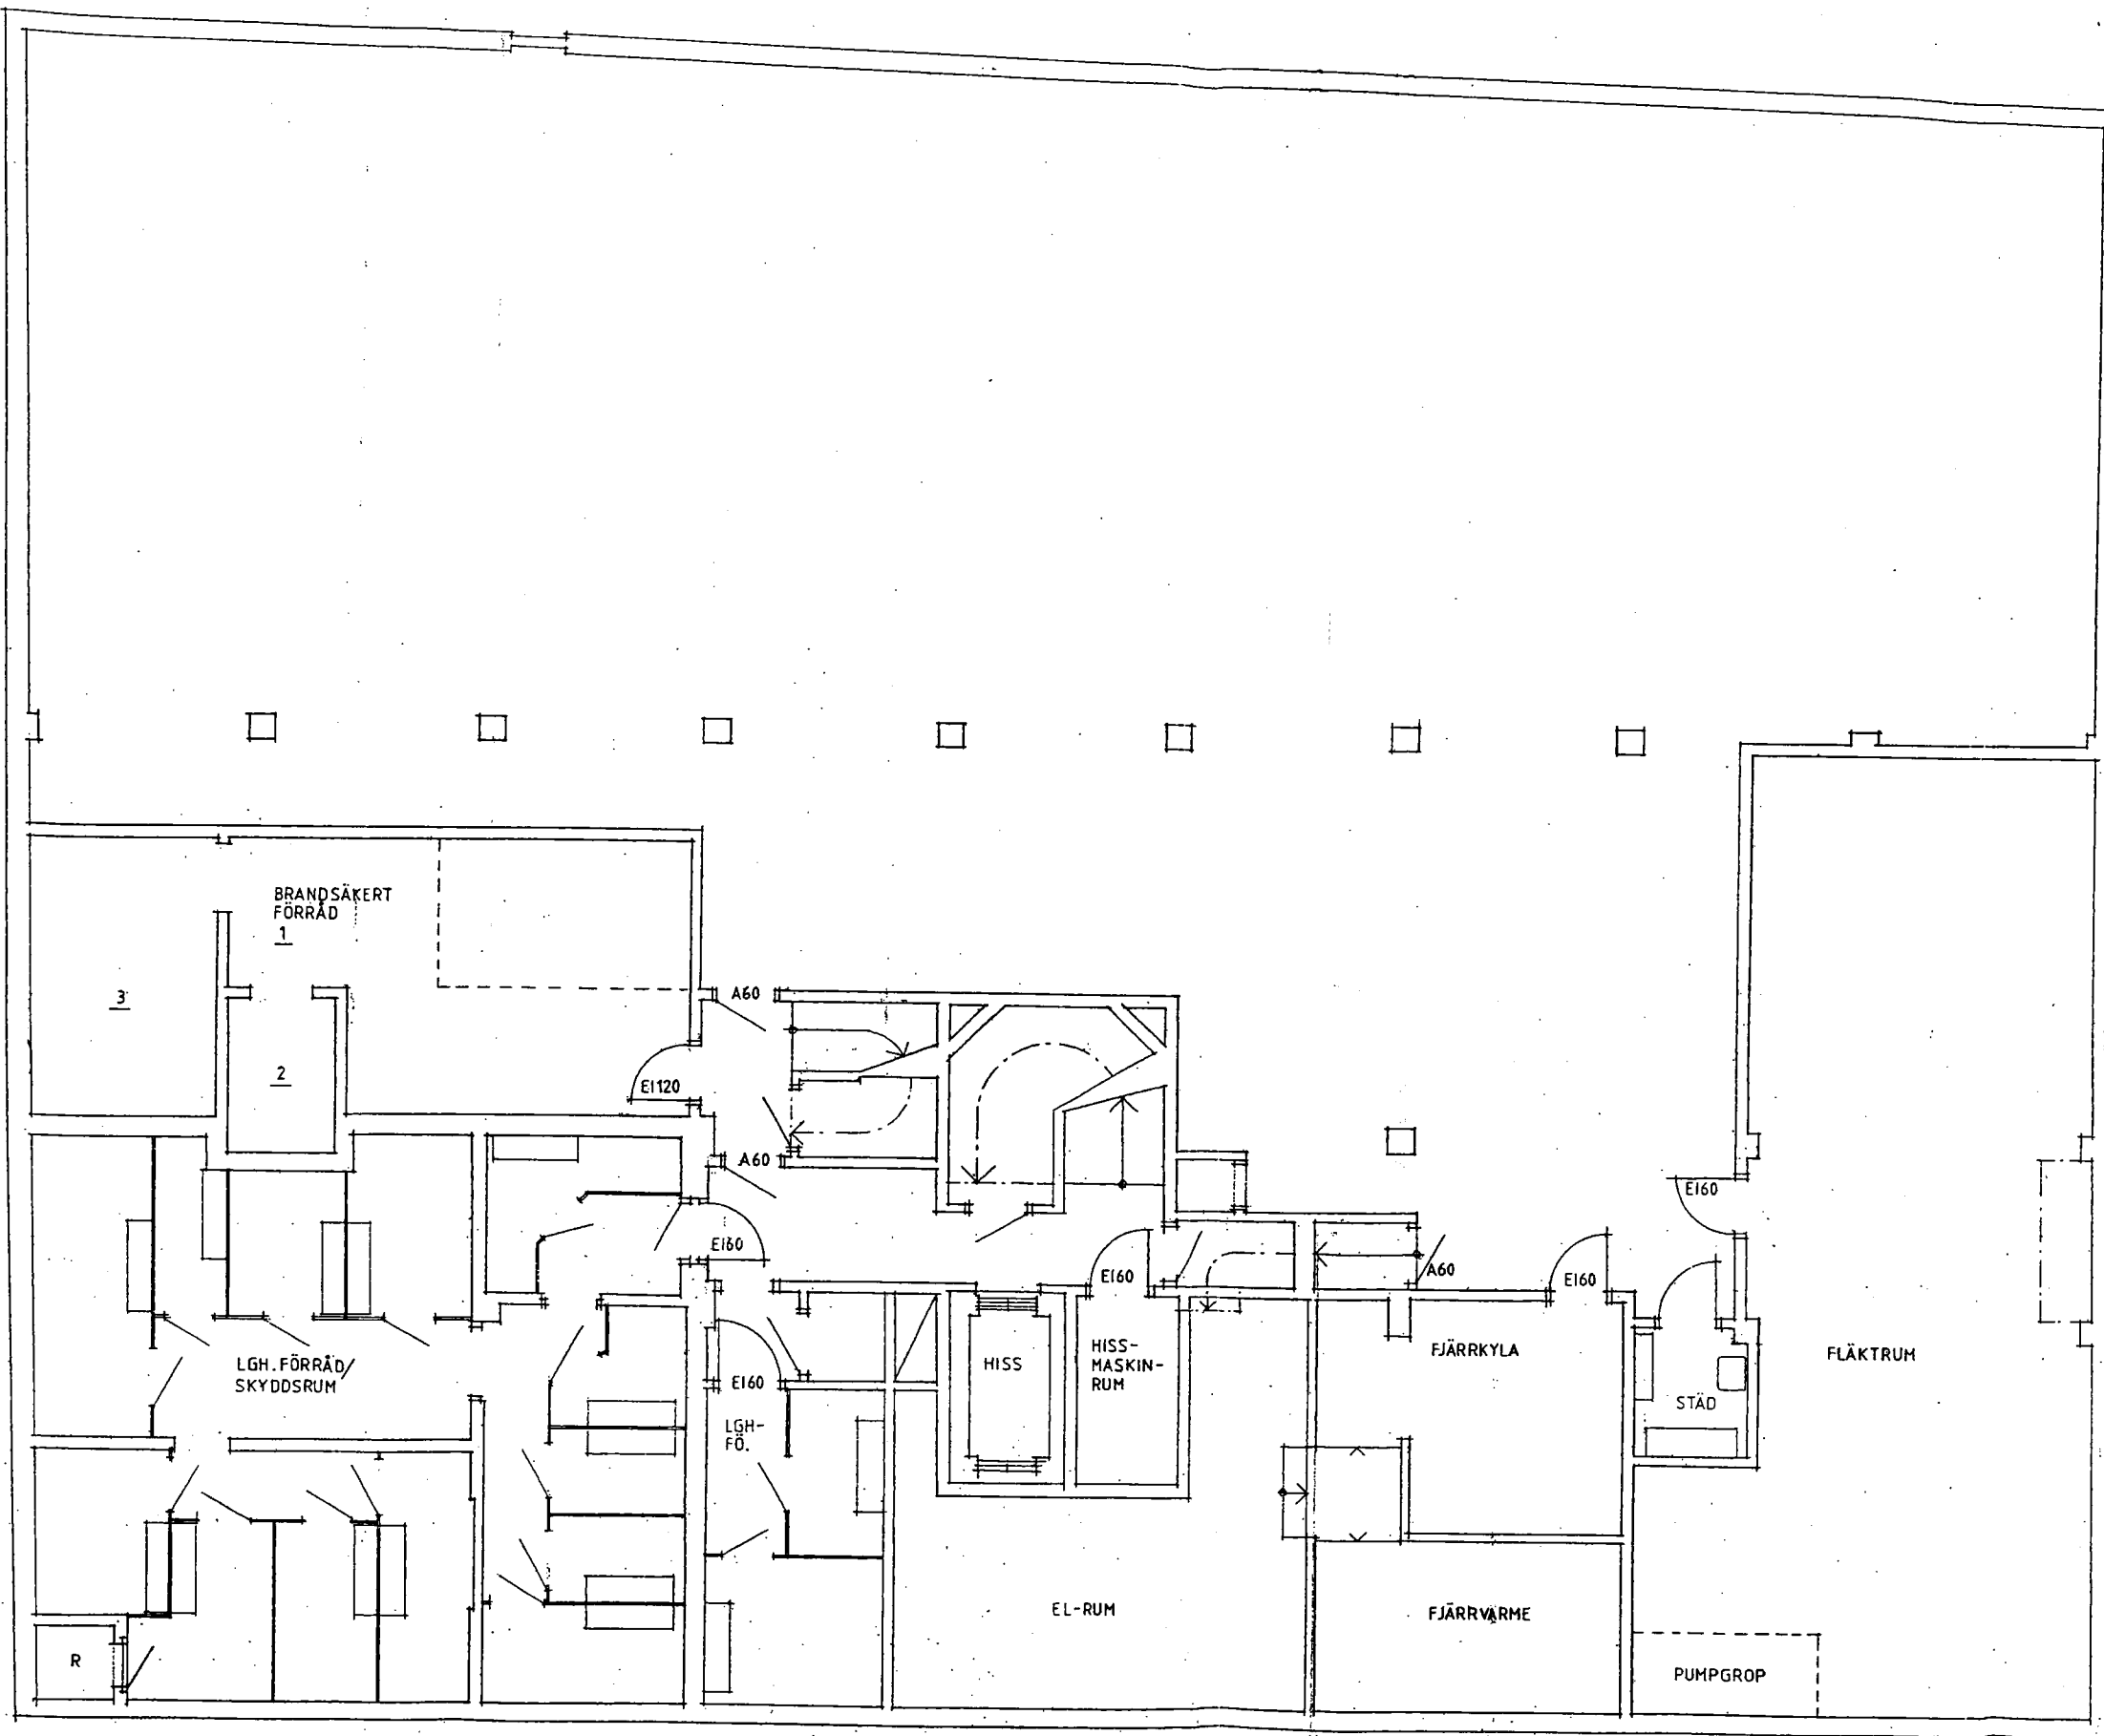 BRANDSÄKERT
FÖRRÅD
1
3
2
A60
EI120
A60
EI60
EI60
EI60
A60
EI60
EI60
LGH.FÖRRÅD/
SKYDDSRUM
LGH-
FÖ.
HISS
HISS-
MASKIN-
RUM
FJÄRRKYLA
STÄD
FLÄKTRUM
EL-RUM
FJÄRRVÄRME
PUMPGROP
R